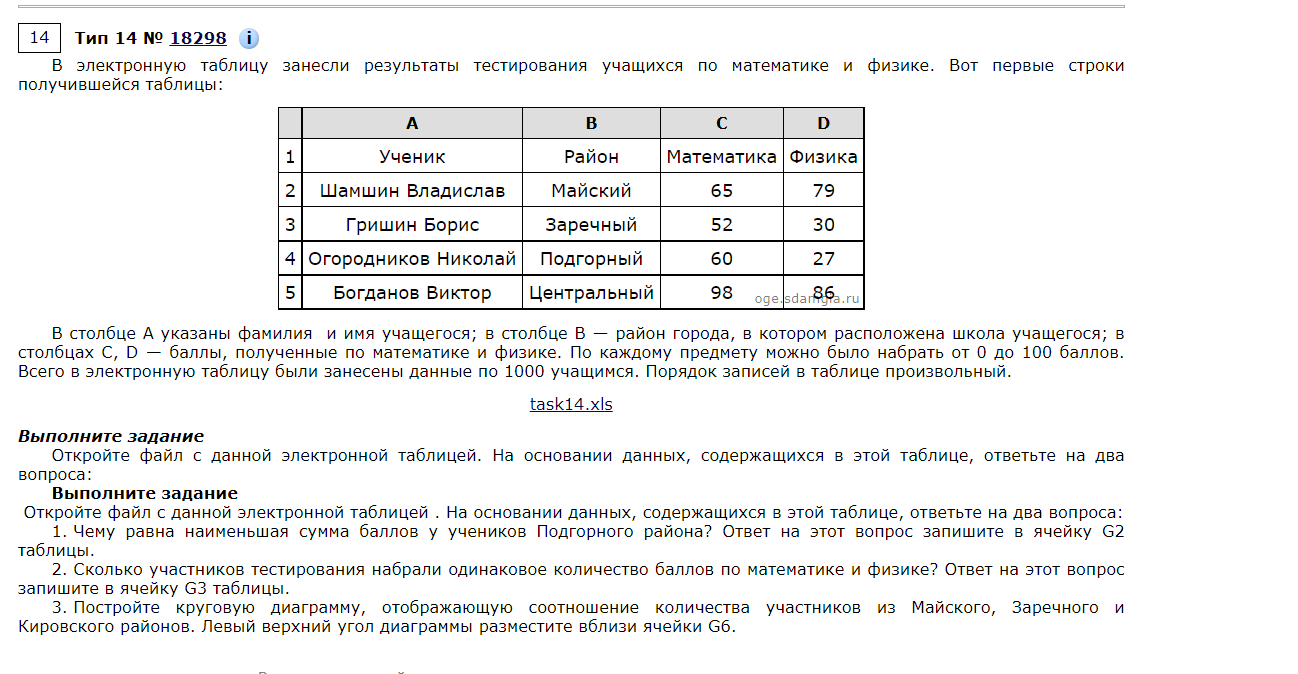 14 Тип 14 № 18298 i
В электронную таблицу занесли результаты тестирования учащихся по математике и физике. Вот первые строки
получившейся таблицы:
A B C D
1 Ученик Район Математика Физика
2 Шамшин Владислав Майский 65 79
3 Гришин Борис Заречный 52 30
4 Огородников Николай Подгорный 60 27
5 Богданов Виктор Центральный 98 86
oge.sdamgia.ru
В столбце А указаны фамилия и имя учащегося; в столбце В — район города, в котором расположена школа учащегося; в
столбцах С, D — баллы, полученные по математике и физике. По каждому предмету можно было набрать от 0 до 100 баллов.
Всего в электронную таблицу были занесены данные по 1000 учащимся. Порядок записей в таблице произвольный.
task14.xls
Выполните задание
Откройте файл с данной электронной таблицей. На основании данных, содержащихся в этой таблице, ответьте на два
вопроса:
Выполните задание
Откройте файл с данной электронной таблицей . На основании данных, содержащихся в этой таблице, ответьте на два вопроса:
1. Чему равна наименьшая сумма баллов у учеников Подгорного района? Ответ на этот вопрос запишите в ячейку G2
таблицы.
2. Сколько участников тестирования набрали одинаковое количество баллов по математике и физике? Ответ на этот вопрос
запишите в ячейку G3 таблицы.
3. Постройте круговую диаграмму, отображающую соотношение количества участников из Майского, Заречного и
Кировского районов. Левый верхний угол диаграммы разместите вблизи ячейки G6.